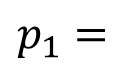 p₁ =